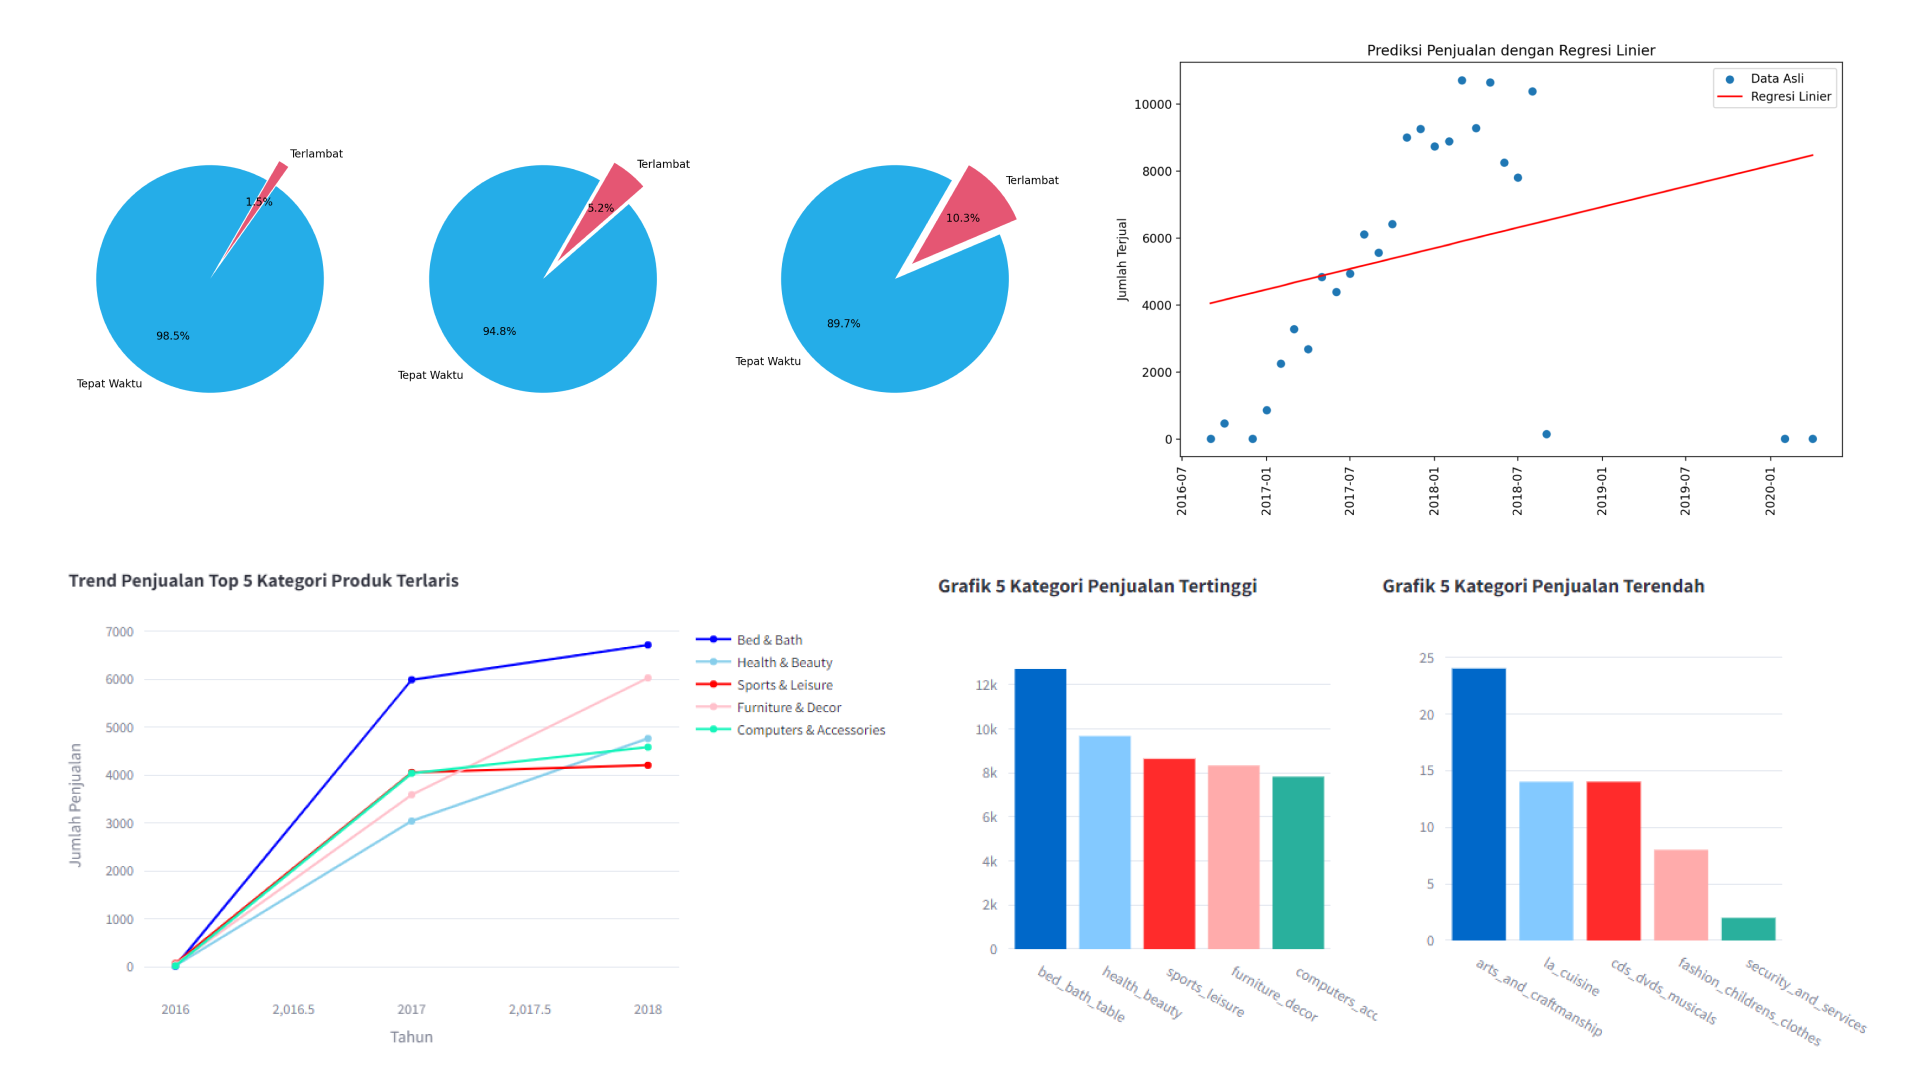 Terlambat
1.5%
98.5%
Tepat Waktu
Terlambat
5.2%
94.8%
Tepat Waktu
Terlambat
10.3%
89.7%
Tepat Waktu
Prediksi Penjualan dengan Regresi Linier
Data Asli
Regresi Linier
Jumlah Terjual
10000
8000
6000
4000
2000
0
2016-07
2017-01
2017-07
2018-01
2018-07
2019-01
2019-07
2020-01
Trend Penjualan Top 5 Kategori Produk Terlaris
7000
6000
5000
4000
3000
2000
1000
0
Jumlah Penjualan
2016
2,016.5
2017
2,017.5
2018
Tahun
Bed & Bath
Health & Beauty
Sports & Leisure
Furniture & Decor
Computers & Accessories
Grafik 5 Kategori Penjualan Tertinggi
12k
10k
8k
6k
4k
2k
0
bed_bath_table
health_beauty
sports_leisure
furniture_decor
computers_acc
Grafik 5 Kategori Penjualan Terendah
25
20
15
10
5
0
arts_and_craftmanship
la_cuisine
cds_dvds_musicals
fashion_childrens_clothes
security_and_services